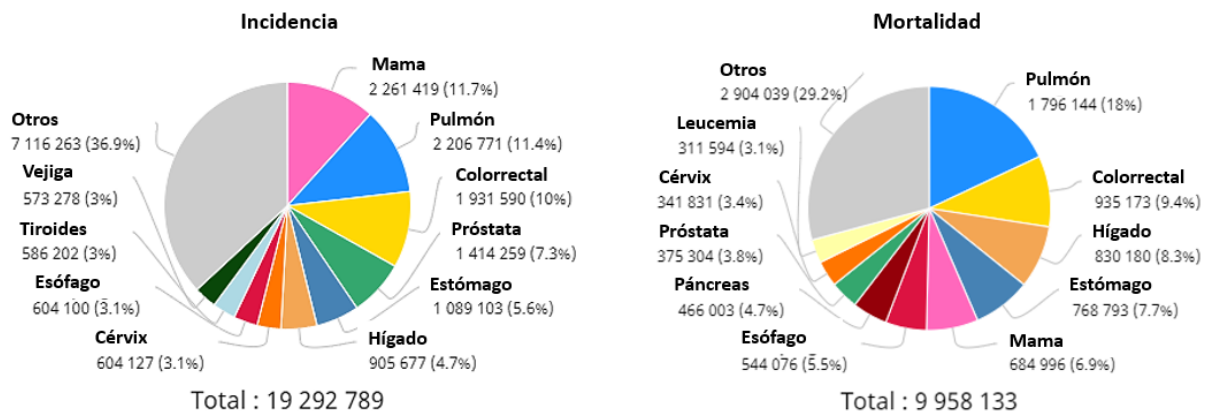 Incidencia
Mama
2 261 419 (11.7%)
Pulmón
2 206 771 (11.4%)
Colorrectal
1 931 590 (10%)
Próstata
1 414 259 (7.3%)
Estómago
1 089 103 (5.6%)
Hígado
905 677 (4.7%)
Cérvix
604 127 (3.1%)
Esófago
604 100 (3.1%)
Tiroides
586 202 (3%)
Vejiga
573 278 (3%)
Otros
7 116 263 (36.9%)
Total : 19 292 789
Mortalidad
Pulmón
1 796 144 (18%)
Colorrectal
935 173 (9.4%)
Hígado
830 180 (8.3%)
Estómago
768 793 (7.7%)
Mama
684 996 (6.9%)
Esófago
544 076 (5.5%)
Páncreas
466 003 (4.7%)
Próstata
375 304 (3.8%)
Cérvix
341 831 (3.4%)
Leucemia
311 594 (3.1%)
Otros
2 904 039 (29.2%)
Total : 9 958 133